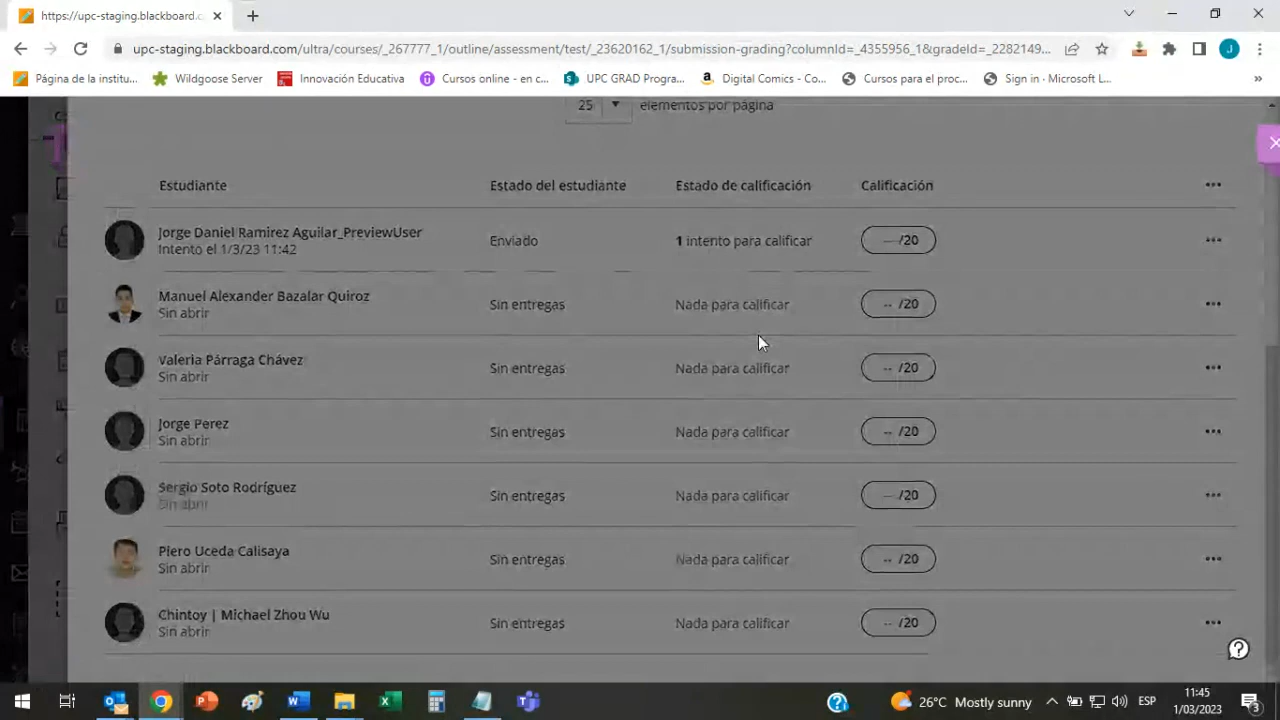 https://upc-staging.blackboard.c
upc-staging.blackboard.com/ultra/courses/_267777_1/outline/assessment/test/_23620162_1/submission-grading?columnId=_4355956_1&gradeId=_2282149...
J
Página de la institu...
Wildgoose Server
Innovación Educativa
Cursos online - en c...
UPC GRAD Progra...
Digital Comics - Co...
Cursos para el proc...
Sign in · Microsoft L...
25 elementos por página
Estudiante Estado del estudiante Estado de calificación Calificación
Jorge Daniel Ramirez Aguilar_PreviewUser
Intento el 1/3/23 11:42
Enviado
1 intento para calificar
-- /20
Manuel Alexander Bazalar Quiroz
Sin abrir
Sin entregas
Nada para calificar
-- /20
Valeria Párraga Chávez
Sin abrir
Sin entregas
Nada para calificar
-- /20
Jorge Perez
Sin abrir
Sin entregas
Nada para calificar
-- /20
Sergio Soto Rodríguez
Sin abrir
Sin entregas
Nada para calificar
-- /20
Piero Uceda Calisaya
Sin abrir
Sin entregas
Nada para calificar
-- /20
Chintoy | Michael Zhou Wu
Sin abrir
Sin entregas
Nada para calificar
-- /20
26°C Mostly sunny
ESP
11:45
1/03/2023
3